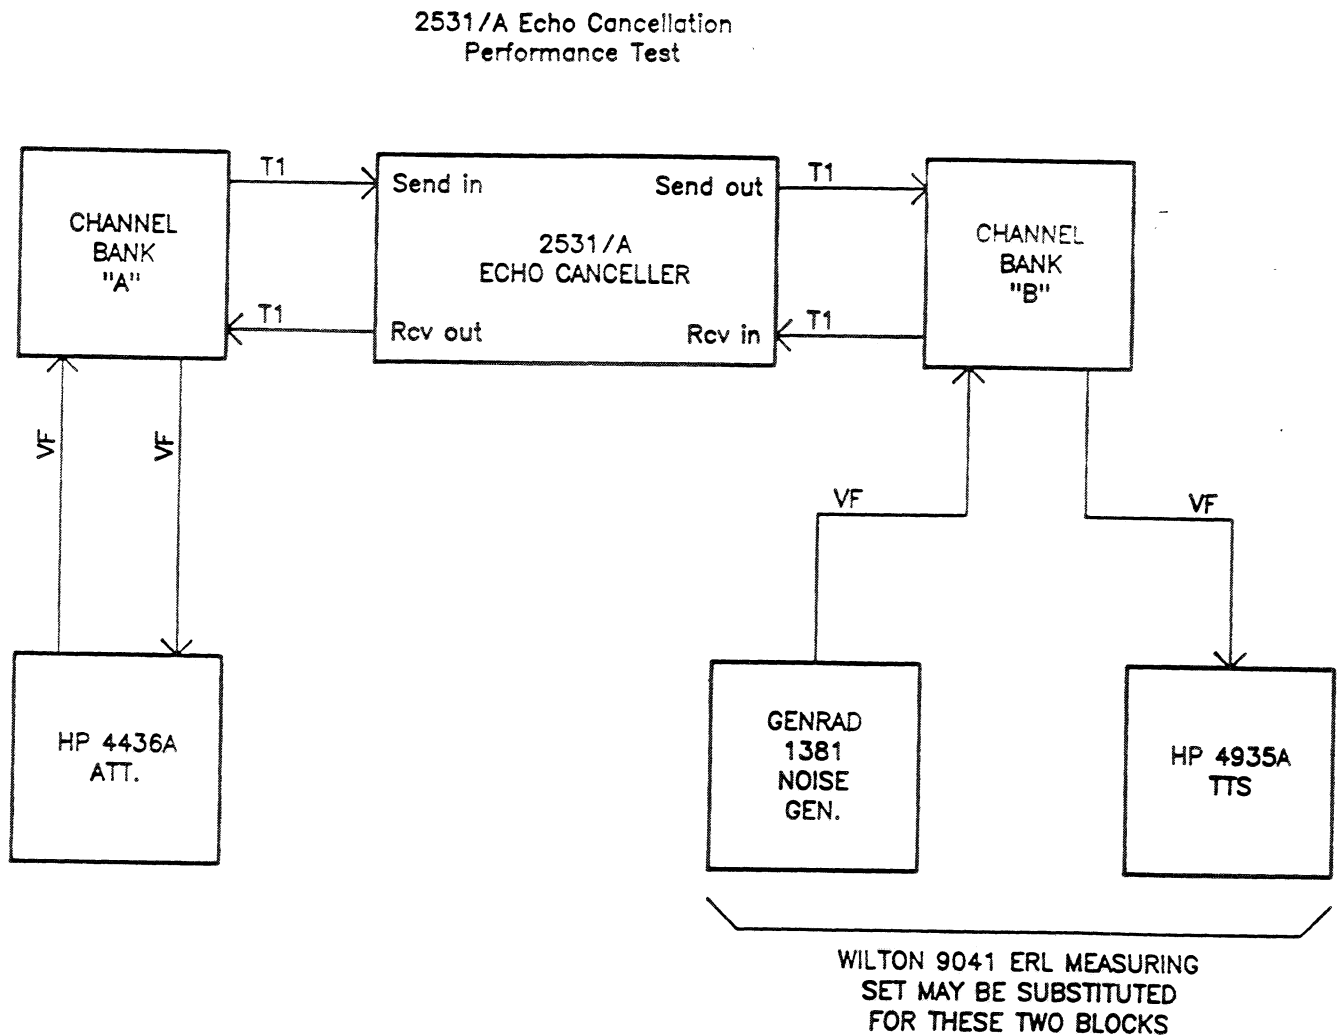 2531/A Echo Cancellation
Performance Test
T1
T1
CHANNEL
BANK
"A"
Send in
Send out
2531/A
ECHO CANCELLER
Rcv out
Rcv in
CHANNEL
BANK
"B"
T1
T1
VF
VF
VF
VF
HP 4436A
ATT.
GENRAD
1381
NOISE
GEN.
HP 4935A
TTS
WILTON 9041 ERL MEASURING
SET MAY BE SUBSTITUTED
FOR THESE TWO BLOCKS